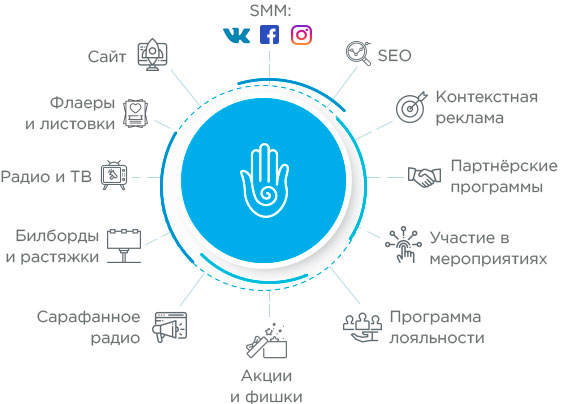 SMM:
SEO
Контекстная
реклама
Партнёрские
программы
Участие в
мероприятиях
Программа
лояльности
Акции
и фишки
Сарафанное
радио
Билборды
и растяжки
Радио и ТВ
Флаеры
и листовки
Сайт